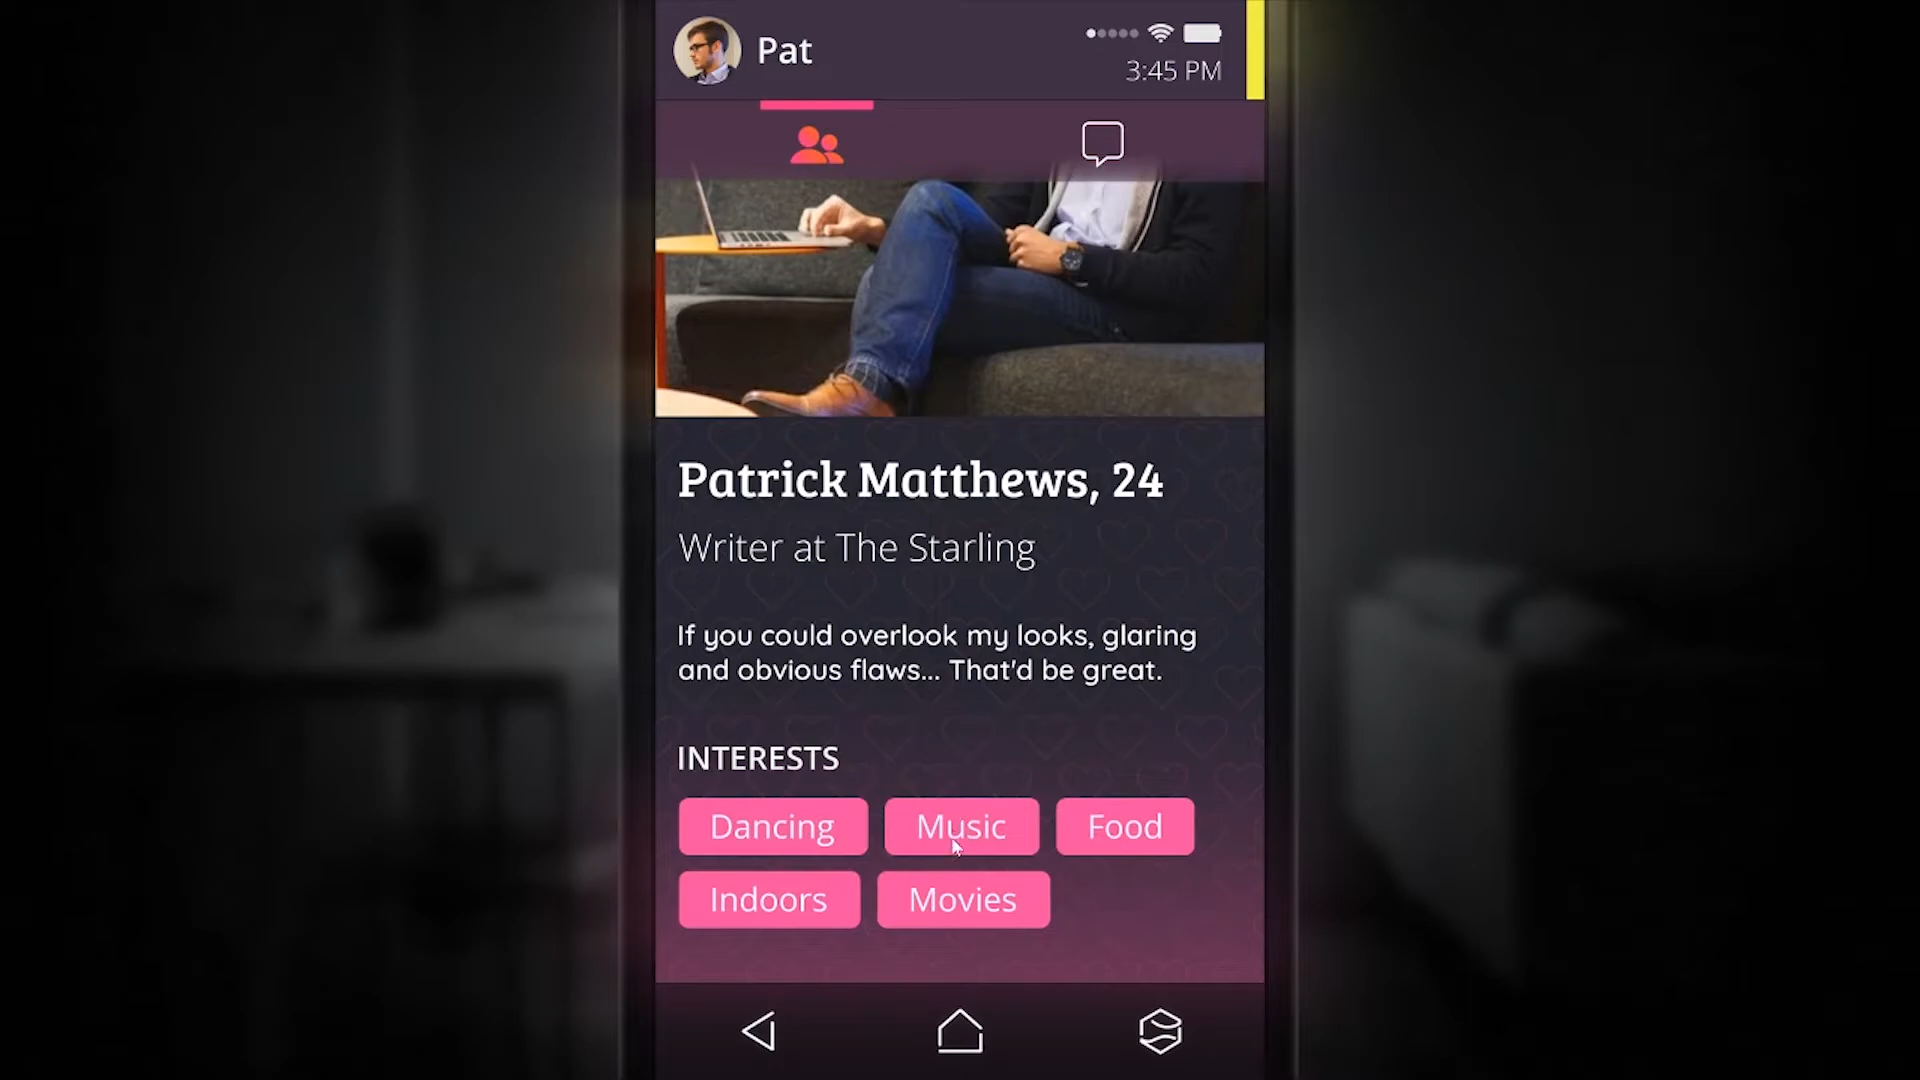 Pat
3:45 PM
Patrick Matthews, 24
Writer at The Starling
If you could overlook my looks, glaring
and obvious flaws... That'd be great.
INTERESTS
Dancing
Music
Food
Indoors
Movies